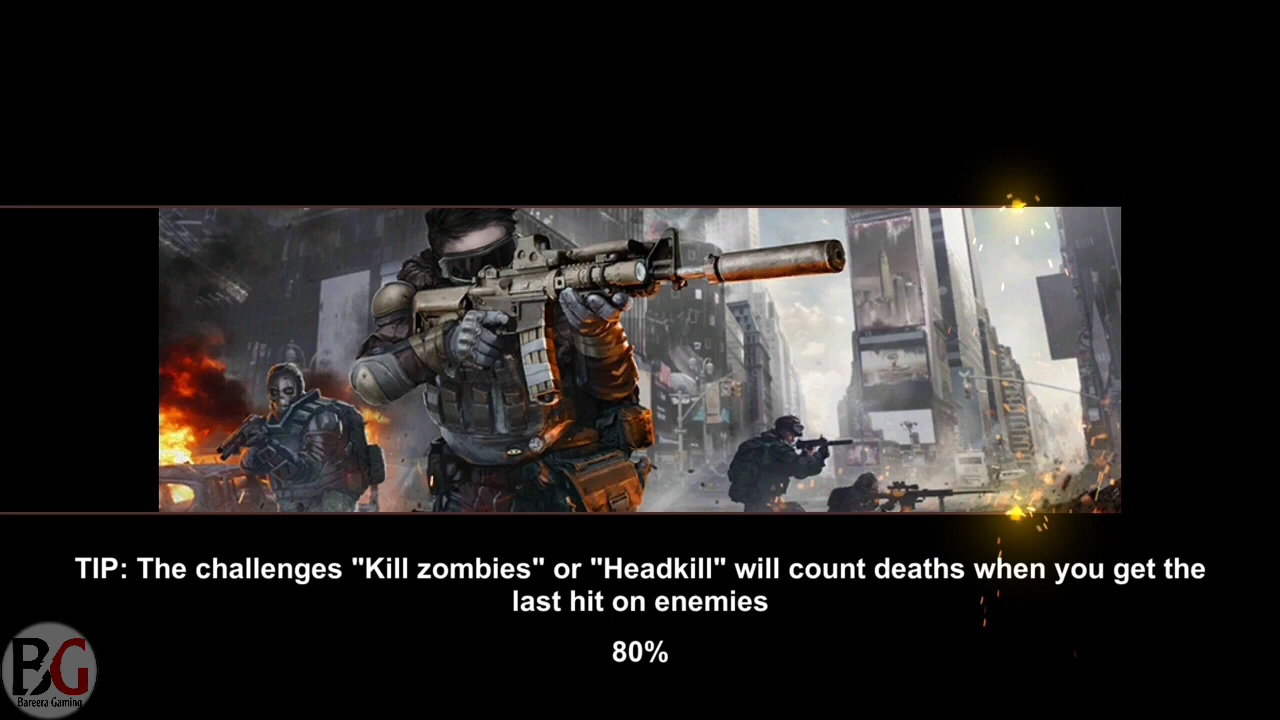 TIP: The challenges "Kill zombies" or "Headkill" will count deaths when you get the
last hit on enemies
80%
BG
Bareera Gaming